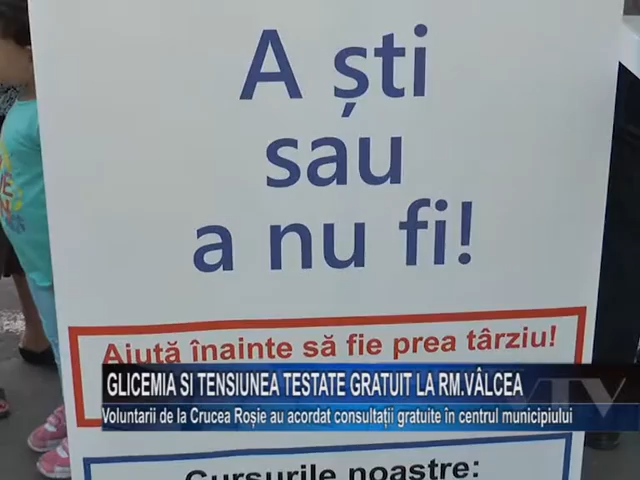 A ști
sau
a nu fi!
Ajută înainte să fie prea târziu!
GLICEMIA SI TENSIUNEA TESTATE GRATUIT LA RM.VÂLCEA
Voluntarii de la Crucea Roșie au acordat consultații gratuite în centrul municipiului
TV
Cursurile noastre: